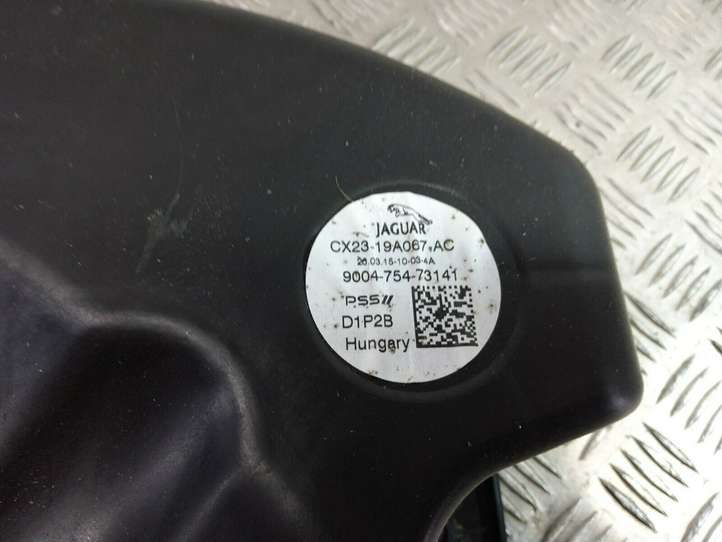 JAGUAR
CX23-19A067-AC
26.03.15-10-03-4A
9004-754-73141
PSS
D1P2B
Hungary